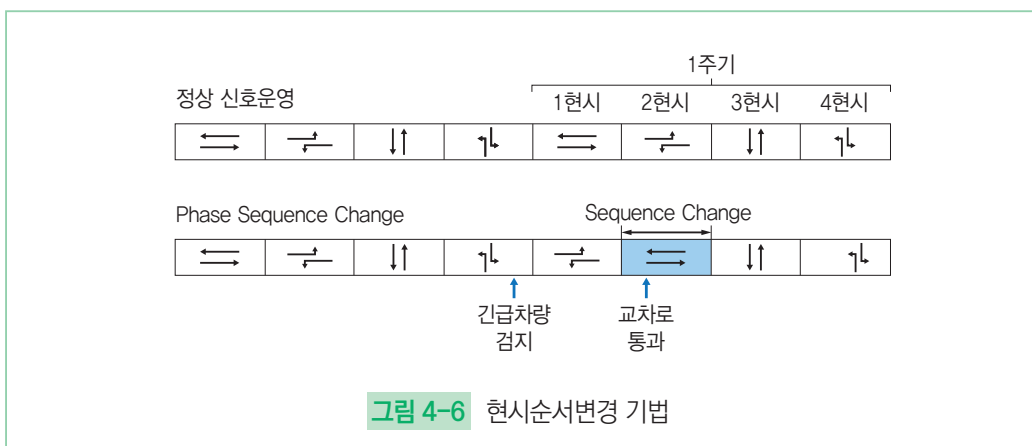 1주기
정상 신호운영
1현시 2현시 3현시 4현시
Phase Sequence Change Sequence Change
긴급차량
검지
교차로
통과
그림 4-6 현시순서변경 기법